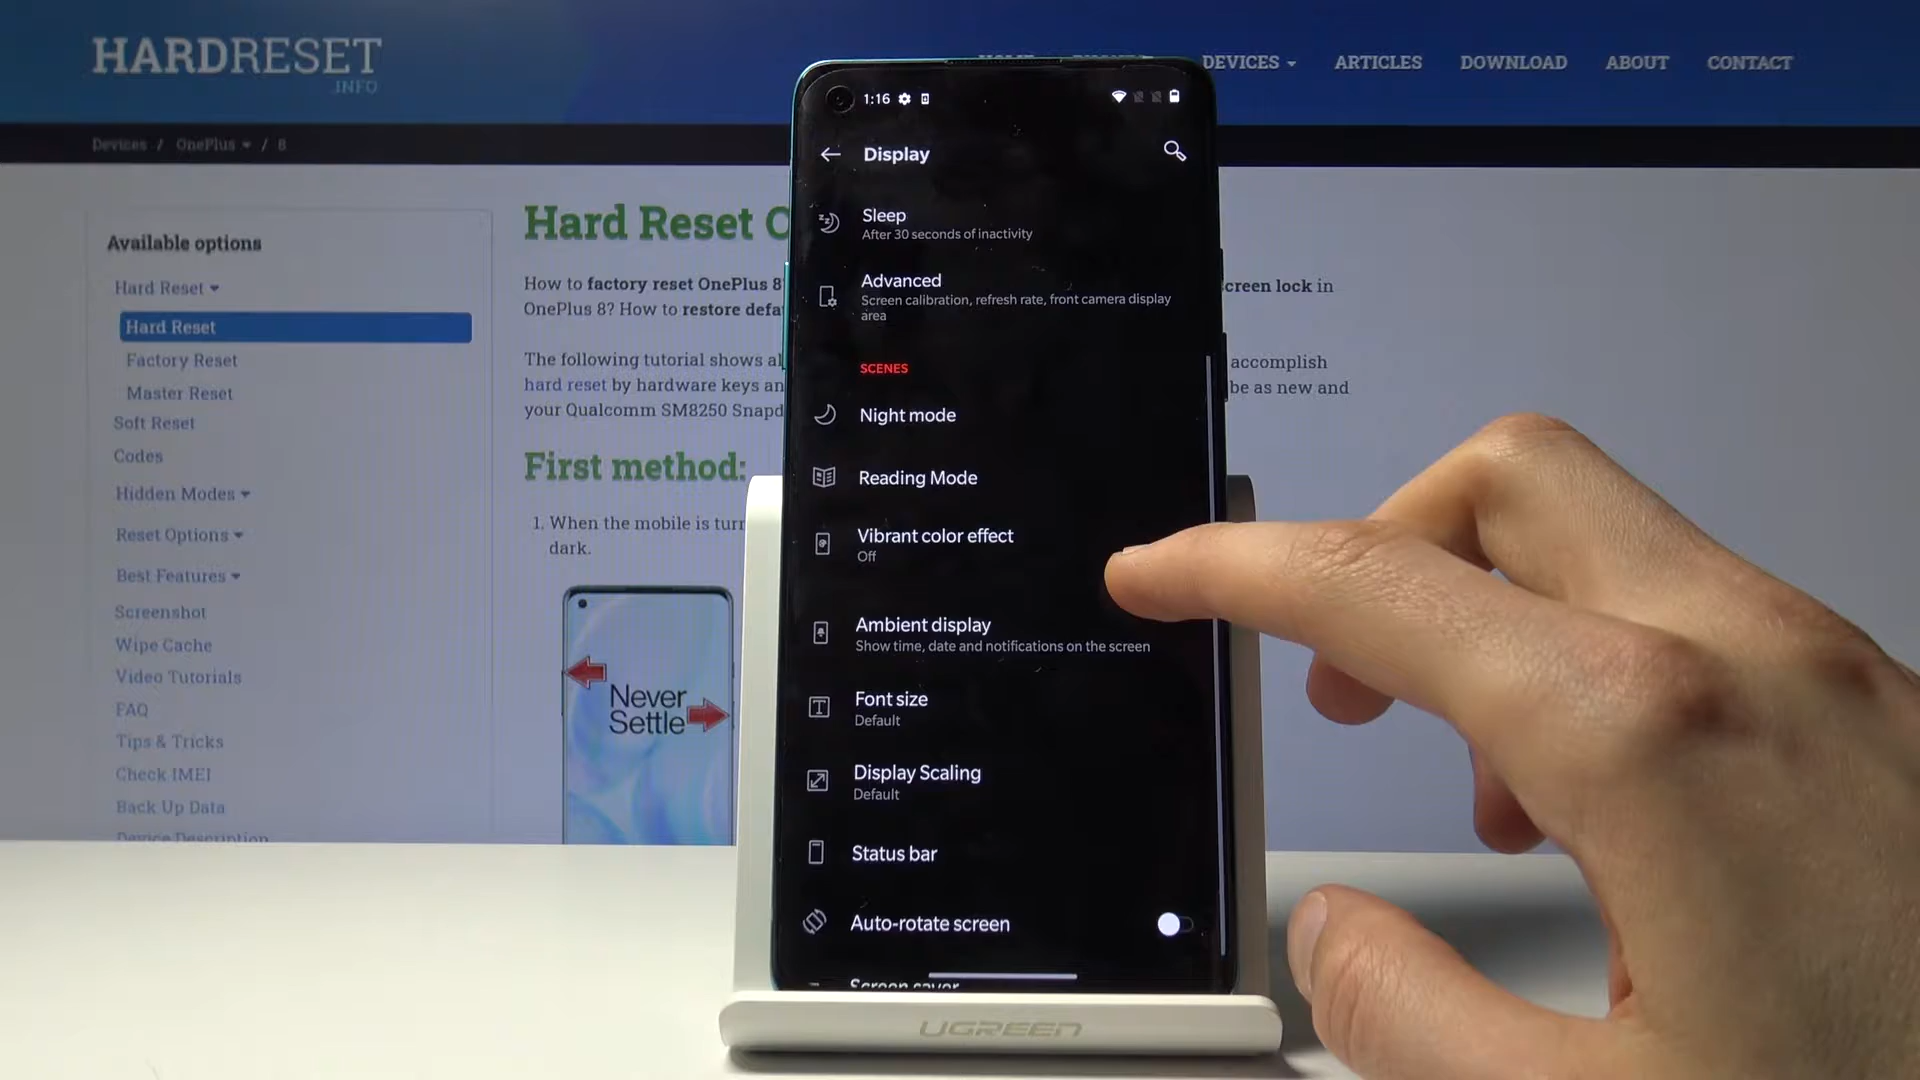 HARDRESET
.INFO
DEVICES
ARTICLES
DOWNLOAD
ABOUT
CONTACT
Devices / OnePlus / 8
Available options
Hard Reset
Hard Reset
Factory Reset
Master Reset
Soft Reset
Codes
Hidden Modes
Reset Options
Best Features
Screenshot
Wipe Cache
Video Tutorials
FAQ
Tips & Tricks
Check IMEI
Back Up Data
Device Description
Hard Reset O
How to factory reset OnePlus 8
creen lock in
OnePlus 8? How to restore defa
The following tutorial shows al
accomplish
hard reset by hardware keys an
be as new and
your Qualcomm SM8250 Snapd
First method:
1. When the mobile is turn
dark.
Never
Settle
1:16
Display
Sleep
After 30 seconds of inactivity
Advanced
Screen calibration, refresh rate, front camera display
area
SCENES
Night mode
Reading Mode
Vibrant color effect
Off
Ambient display
Show time, date and notifications on the screen
Font size
Default
Display Scaling
Default
Status bar
Auto-rotate screen
Screen saver
UGREEN